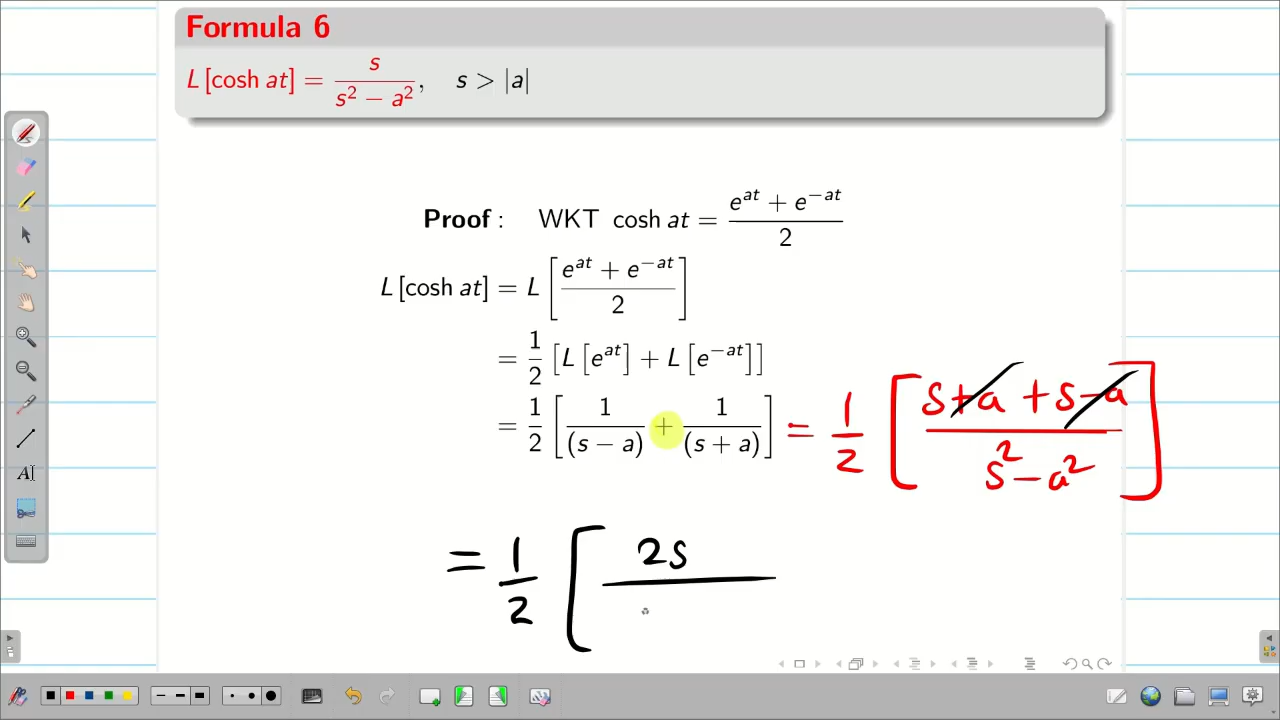 Formula 6
L [cosh at] = s / (s² − a²), s > |a|
Proof : WKT cosh at = (e^{at} + e^{−at}) / 2
L [cosh at] = L [(e^{at} + e^{−at}) / 2]
= 1/2 [L [e^{at}] + L [e^{−at}]]
= 1/2 [1/(s − a) + 1/(s + a)] = 1/2 [(s + a + s − a) / (s² − a²)]
= 1/2 [ 2s /
AI